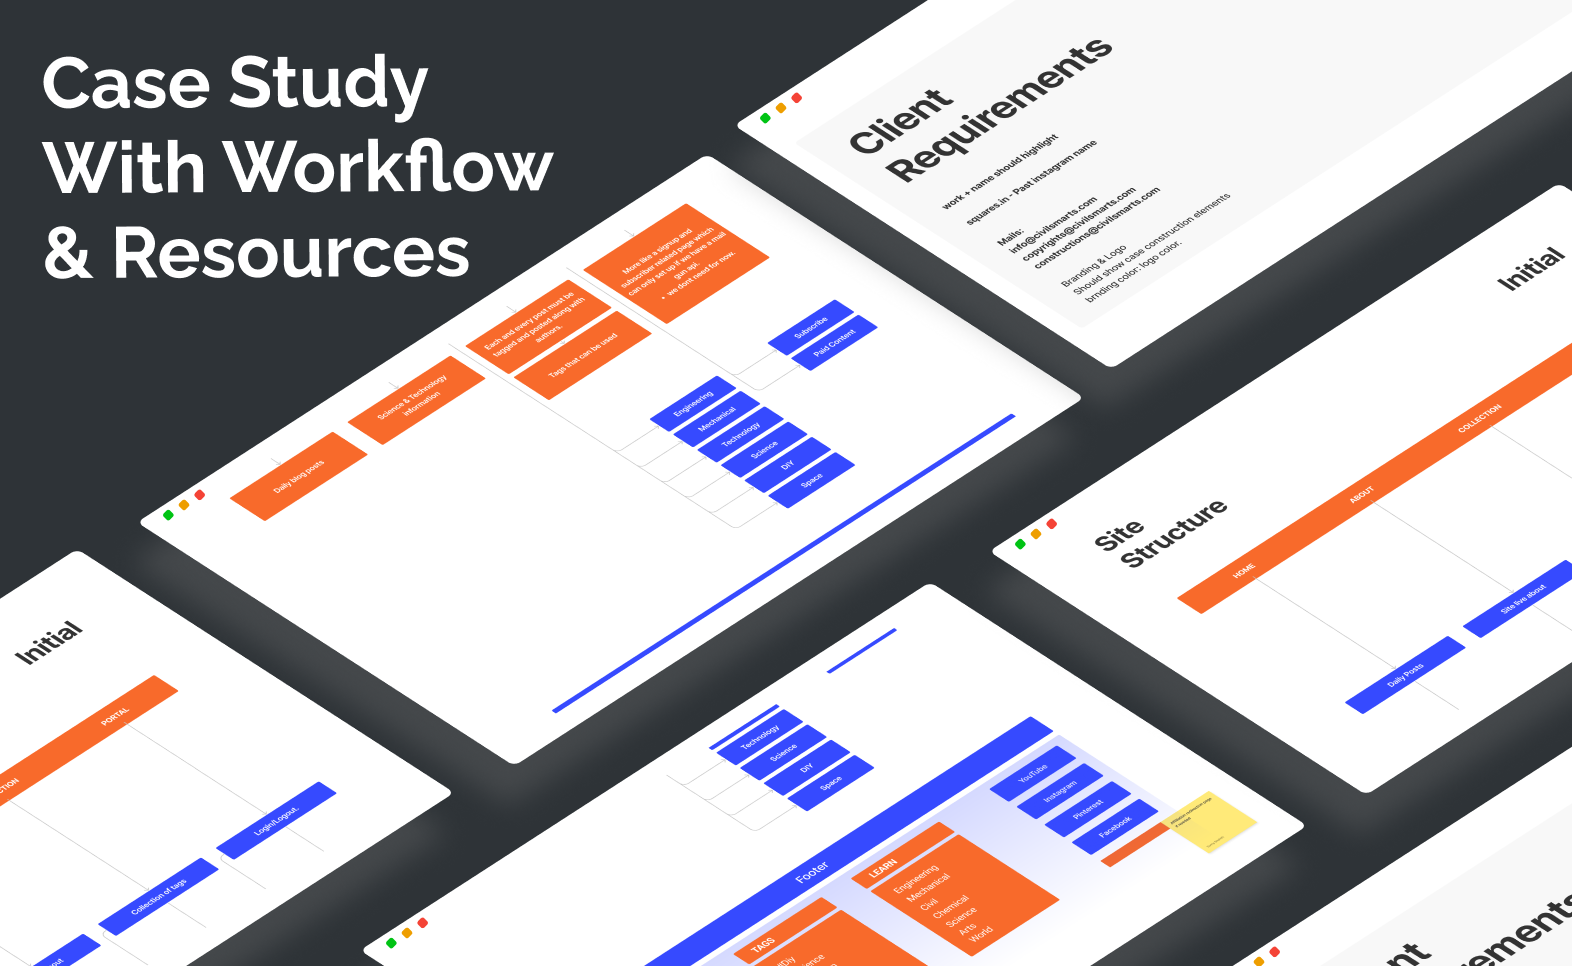 Case Study
With Workflow
& Resources
Client
Requirements
work + name should highlight
squares.in - Past instagram name
Mails:
info@civilsmarts.com
copyrights@civilsmarts.com
constructions@civilsmarts.com
Branding & Logo
Should show case construction elements
brnding color: logo color.
More like a signup and
subscriber related page which
can only set up if we have a mail
gun api.
• we dont need for now.
Each and every post must be
tagged and posted along with
authors.
Tags that can be used
Science & Technology
information
Daily blog posts
Subscribe
Paid Content
Engineering
Mechanical
Technology
Science
DIY
Space
Initial
Site
Structure
HOME
ABOUT
COLLECTION
Daily Posts
Site live about
Initial
CTION
PORTAL
Login/Logout.
Collection of tags
out
Technology
Science
DIY
Space
Footer
YouTube
Instagram
Pinterest
Facebook
LEARN
Engineering
Mechanical
Civil
Chemical
Science
Arts
World
TAGS
#Diy
ence
ent
ements